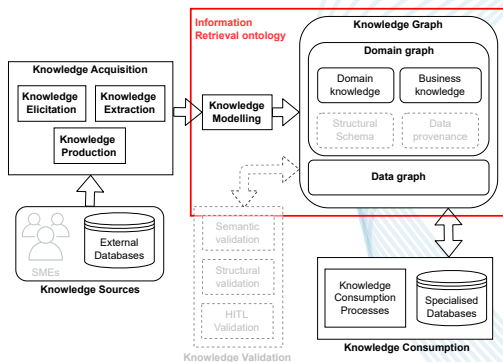 Information
Retrieval ontology
Knowledge Graph
Domain graph
Domain
knowledge
Business
knowledge
Structural
Schema
Data
provenance
Data graph
Knowledge Acquisition
Knowledge
Elicitation
Knowledge
Extraction
Knowledge
Production
Knowledge
Modelling
SMEs
External
Databases
Knowledge Sources
Semantic
validation
Structural
validation
HITL
Validation
Knowledge Validation
Knowledge
Consumption
Processes
Specialised
Databases
Knowledge Consumption